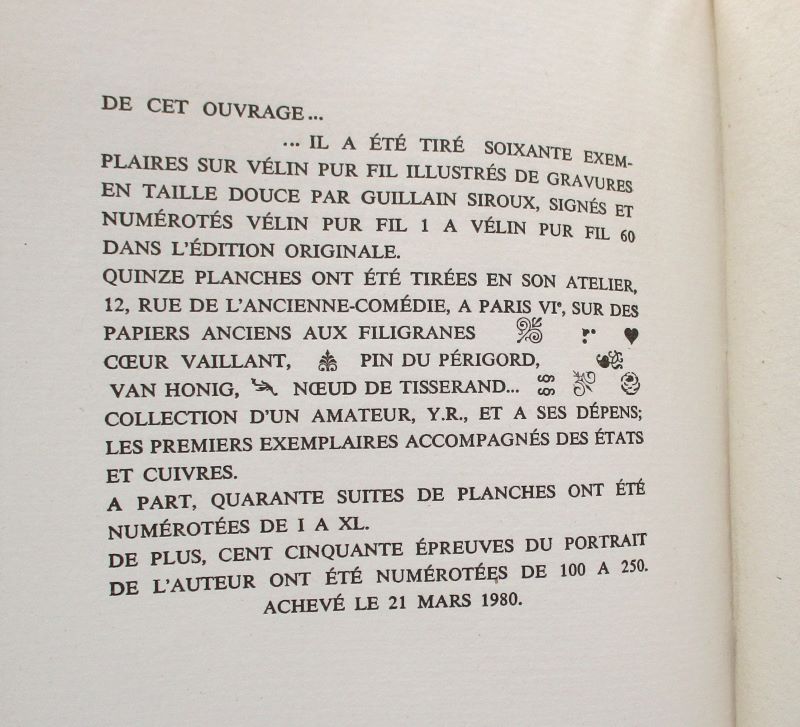 DE CET OUVRAGE...
... IL A ÉTÉ TIRÉ SOIXANTE EXEM-
PLAIRES SUR VÉLIN PUR FIL ILLUSTRÉS DE GRAVURES
EN TAILLE DOUCE PAR GUILLAIN SIROUX, SIGNÉS ET
NUMÉROTÉS VÉLIN PUR FIL 1 A VÉLIN PUR FIL 60
DANS L'ÉDITION ORIGINALE.
QUINZE PLANCHES ONT ÉTÉ TIRÉES EN SON ATELIER,
12, RUE DE L'ANCIENNE-COMÉDIE, A PARIS VIe, SUR DES
PAPIERS ANCIENS AUX FILIGRANES ♥
CŒUR VAILLANT, PIN DU PÉRIGORD,
VAN HONIG, NŒUD DE TISSERAND...
COLLECTION D'UN AMATEUR, Y.R., ET A SES DÉPENS;
LES PREMIERS EXEMPLAIRES ACCOMPAGNÉS DES ÉTATS
ET CUIVRES.
A PART, QUARANTE SUITES DE PLANCHES ONT ÉTÉ
NUMÉROTÉES DE I A XL.
DE PLUS, CENT CINQUANTE ÉPREUVES DU PORTRAIT
DE L'AUTEUR ONT ÉTÉ NUMÉROTÉES DE 100 A 250.
ACHEVÉ LE 21 MARS 1980.